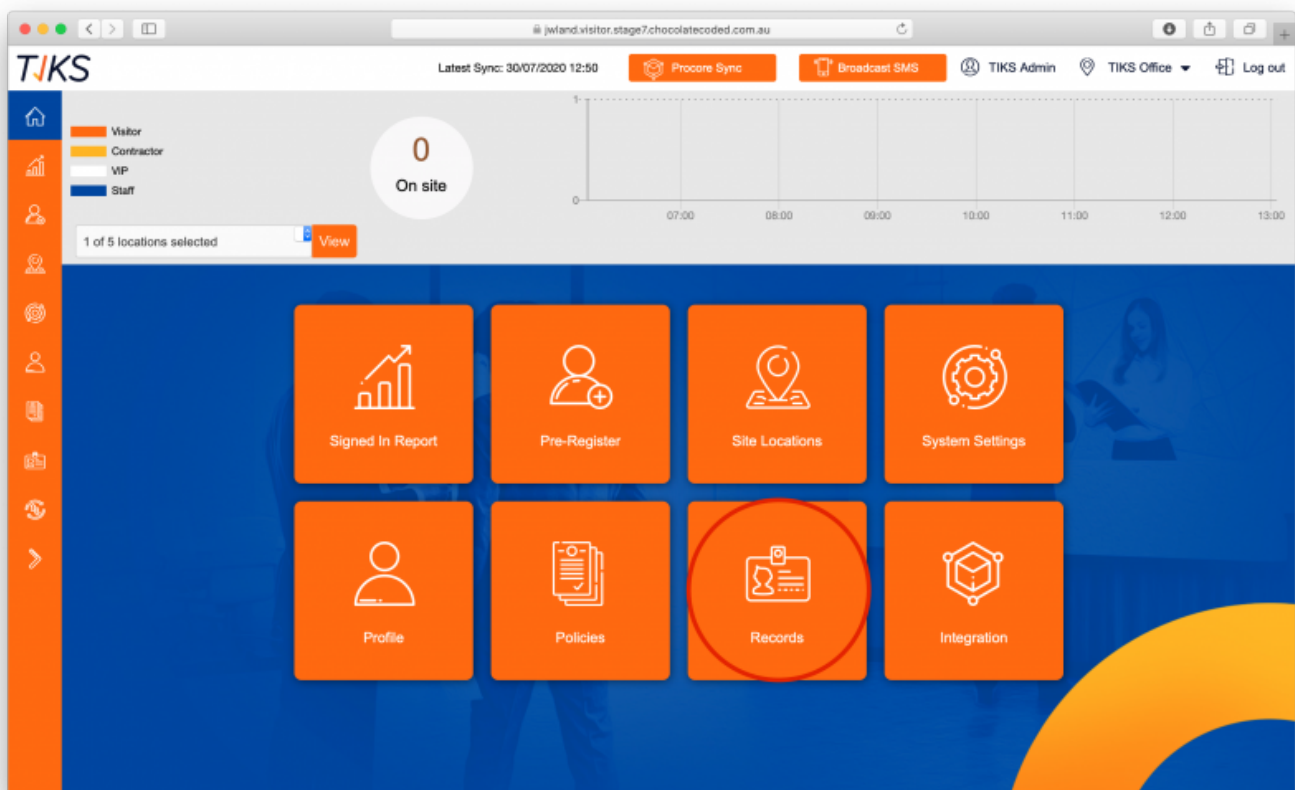 jwland.visitor.stage7.chocolatecoded.com.au
TIKS
Latest Sync: 30/07/2020 12:50
Procore Sync
Broadcast SMS
TIKS Admin
TIKS Office
Log out
Visitor
Contractor
VIP
Staff
0
On site
1
0
07:00 08:00 09:00 10:00 11:00 12:00 13:00
1 of 5 locations selected
View
Signed In Report
Pre-Register
Site Locations
System Settings
Profile
Policies
Records
Integration